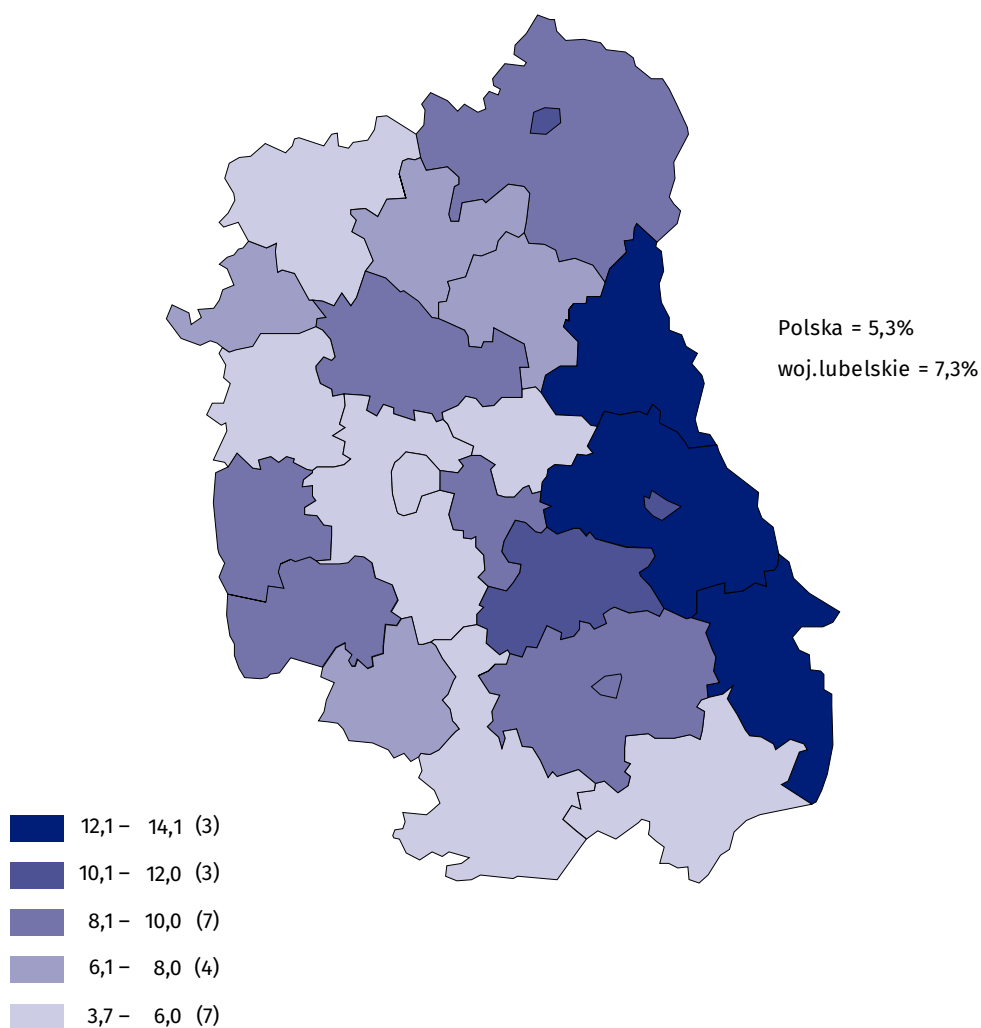 Polska = 5,3%
woj.lubelskie = 7,3%
12,1 – 14,1 (3)
10,1 – 12,0 (3)
8,1 – 10,0 (7)
6,1 – 8,0 (4)
3,7 – 6,0 (7)